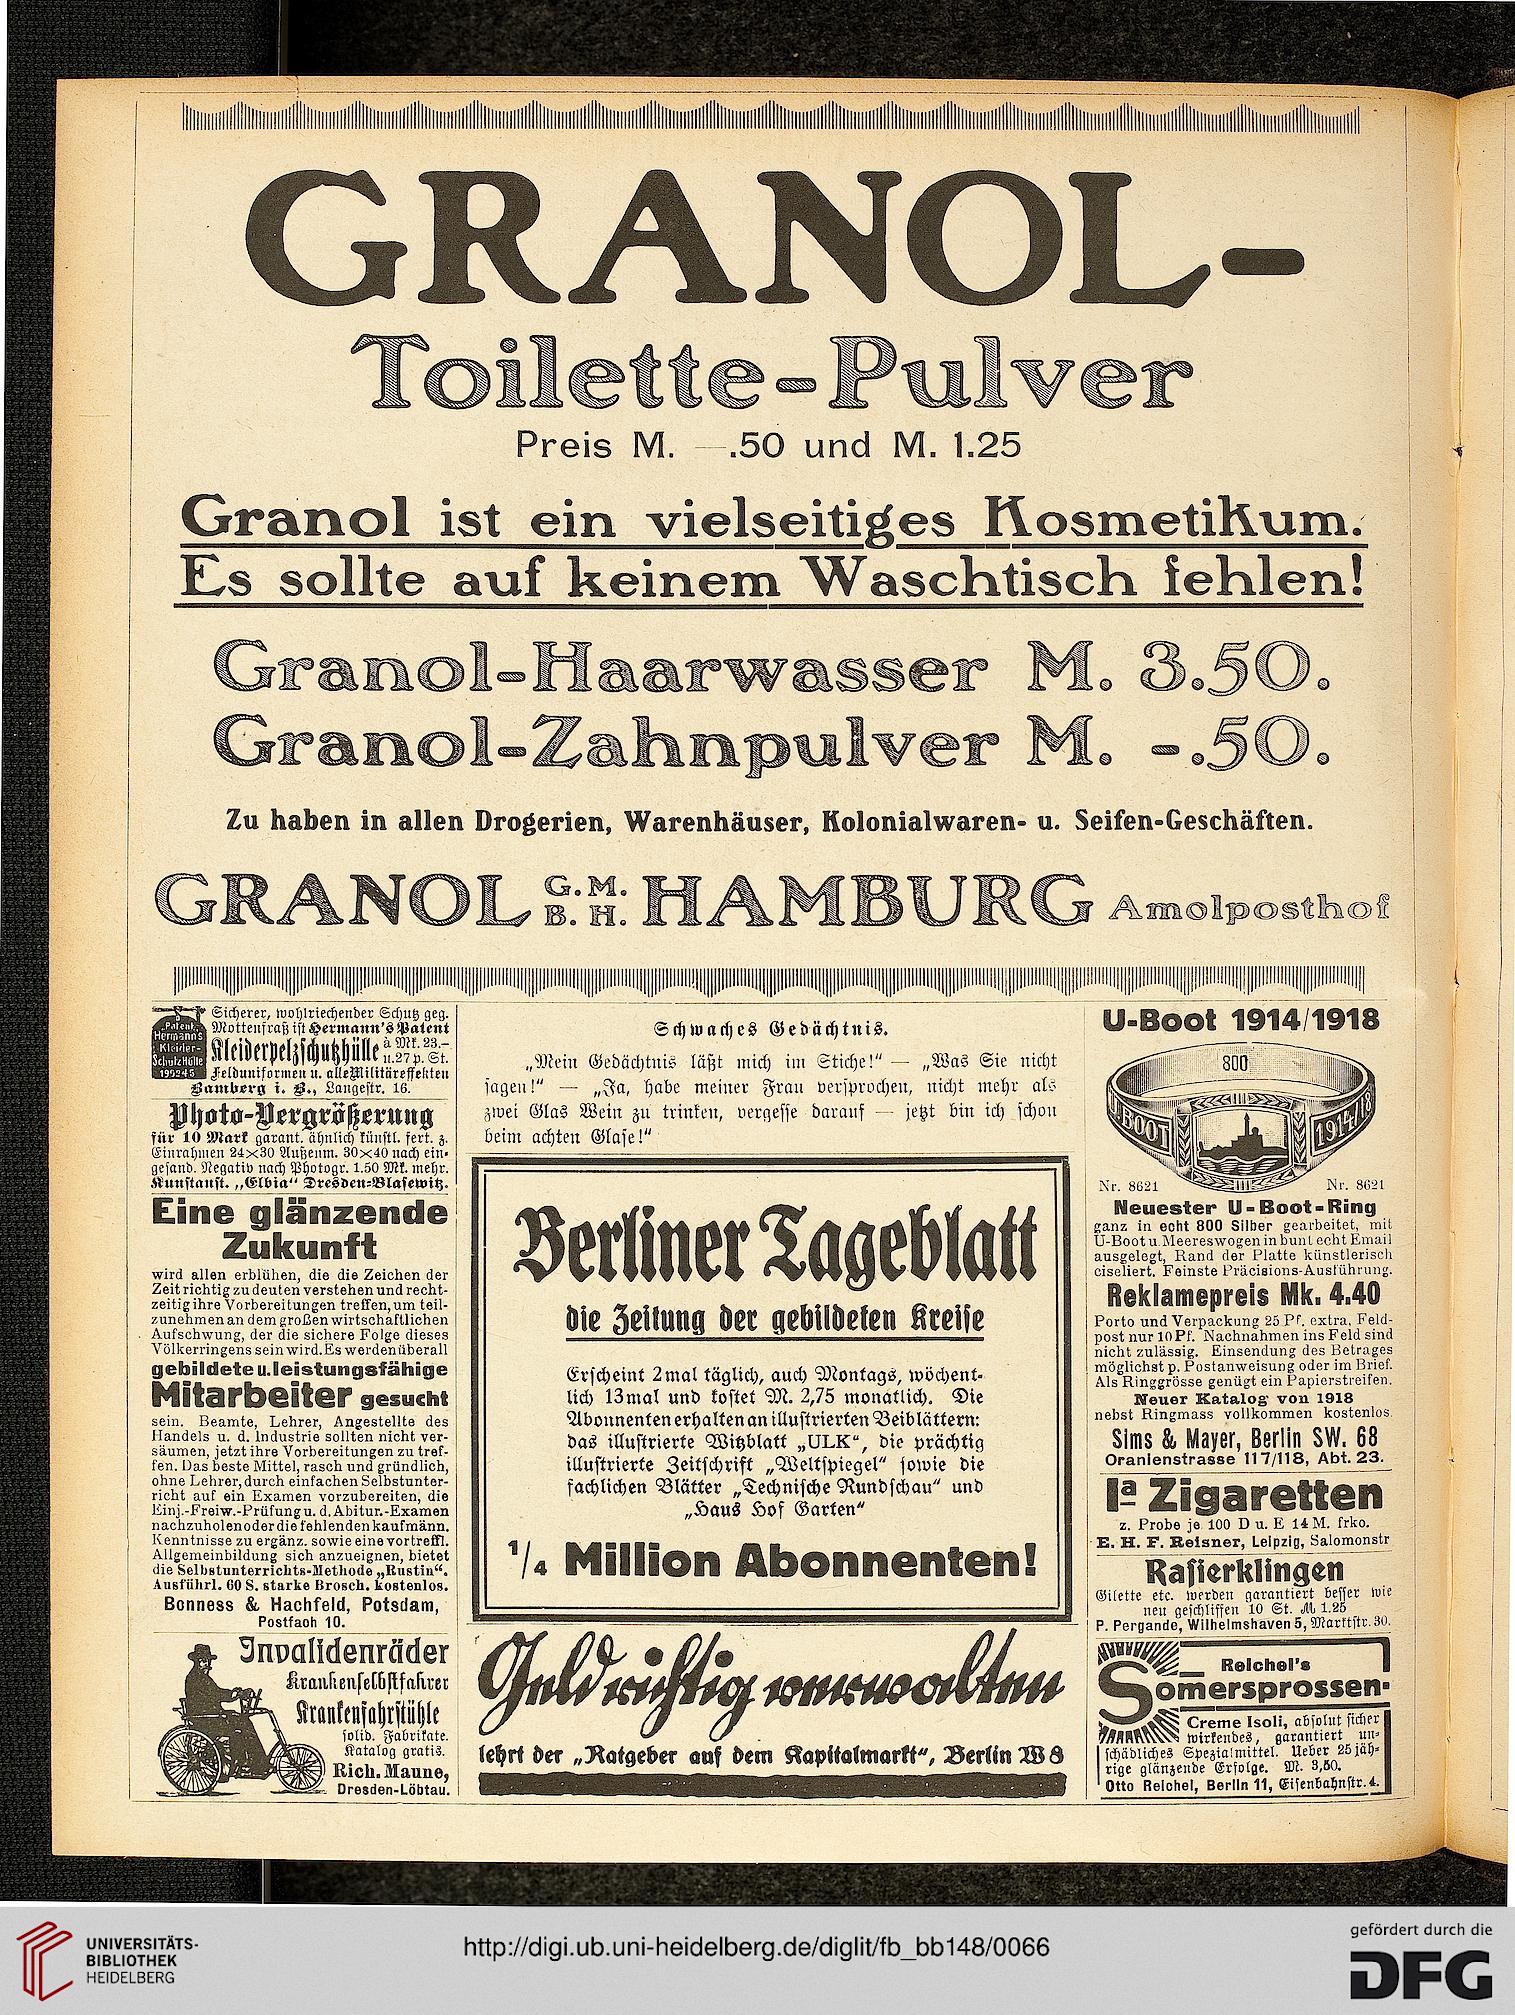 GRANOL-
Toilette-Pulver
Preis M. —.50 und M. 1.25
Granol ist ein vielseitiges Kosmetikum.
Es sollte auf keinem Waschtisch fehlen!
Granol-Haarwasser M. 3.50.
Granol-Zahnpulver M. -.50.
Zu haben in allen Drogerien, Warenhäuser, Kolonialwaren- u. Seifen-Geschäften.
GRANOL G.M.B.H. HAMBURG Amolposthof
Patent
Hermann's
Kleider-
Schutzhülle
199245
Sicherer, wohlriechender Schutz geg.
Mottenfraß ist Hermann's Patent
Kleiderpelzschutzhülle à Mk. 23.–
u. 27 p. St.
Felduniformen u. alle Militäreffekten
Bamberg i. B., Langestr. 16.
Photo-Vergrößerung
für 10 Mark garant. ähnlich künstl. fert. z.
Einrahmen 24×30 Außenm. 30×40 nach ein-
gesand. Negativ nach Photogr. 1.50 Mk. mehr.
Kunstanst. „Elbia" Dresden-Blasewitz.
Eine glänzende
Zukunft
wird allen erblühen, die die Zeichen der
Zeit richtig zu deuten verstehen und recht-
zeitig ihre Vorbereitungen treffen, um teil-
zunehmen an dem großen wirtschaftlichen
Aufschwung, der die sichere Folge dieses
Völkerringens sein wird. Es werden überall
gebildete u. leistungsfähige
Mitarbeiter gesucht
sein. Beamte, Lehrer, Angestellte des
Handels u. d. Industrie sollten nicht ver-
säumen, jetzt ihre Vorbereitungen zu tref-
fen. Das beste Mittel, rasch und gründlich,
ohne Lehrer, durch einfachen Selbstunter-
richt auf ein Examen vorzubereiten, die
Einj.-Freiw.-Prüfung u. d. Abitur.-Examen
nachzuholen oder die fehlenden kaufmänn.
Kenntnisse zu ergänz. sowie eine vortreffl.
Allgemeinbildung sich anzueignen, bietet
die Selbstunterrichts-Methode „Rustin".
Ausführl. 60 S. starke Brosch. kostenlos.
Bonness & Hachfeld, Potsdam,
Postfach 10.
Invalidenräder
Krankenselbstfahrer
Krankenfahrstühle
solid. Fabrikate.
Katalog gratis.
Rich. Maune,
Dresden-Löbtau.
Schwaches Gedächtnis.
„Mein Gedächtnis läßt mich im Stiche!" — „Was Sie nicht
sagen!" — „Ja, habe meiner Frau versprochen, nicht mehr als
zwei Glas Wein zu trinken, vergesse darauf — jetzt bin ich schon
beim achten Glase!"
Berliner Tageblatt
die Zeitung der gebildeten Kreise
Erscheint 2mal täglich, auch Montags, wöchent-
lich 13mal und kostet M. 2,75 monatlich. Die
Abonnenten erhalten an illustrierten Beiblättern:
das illustrierte Witzblatt „ULK", die prächtig
illustrierte Zeitschrift „Weltspiegel" sowie die
fachlichen Blätter „Technische Rundschau" und
„Haus Hof Garten"
1/4 Million Abonnenten!
Geld richtig verwalten
lehrt der „Ratgeber auf dem Kapitalmarkt", Berlin W 8
U-Boot 1914/1918
800
U BOOT
1914/18
Nr. 8621
Nr. 8621
Neuester U-Boot-Ring
ganz in echt 800 Silber gearbeitet, mit
U-Boot u. Meereswogen in bunt echt Email
ausgelegt, Rand der Platte künstlerisch
ciseliert. Feinste Präcisions-Ausführung.
Reklamepreis Mk. 4.40
Porto und Verpackung 25 Pf. extra, Feld-
post nur 10 Pf. Nachnahmen ins Feld sind
nicht zulässig. Einsendung des Betrages
möglichst p. Postanweisung oder im Brief.
Als Ringgrösse genügt ein Papierstreifen.
Neuer Katalog von 1918
nebst Ringmass vollkommen kostenlos.
Sims & Mayer, Berlin SW. 68
Oranienstrasse 117/118, Abt. 23.
Ia Zigaretten
z. Probe je 100 D u. E 14 M. frko.
E. H. F. Reisner, Leipzig, Salomonstr
Rasierklingen
Gilette etc. werden garantiert besser wie
neu geschliffen 10 St. M 1.25
P. Pergande, Wilhelmshaven 5, Marktstr. 30.
Reichel's
Somersprossen-
Creme Isoli, absolut sicher
wirkendes, garantiert un-
schädliches Spezialmittel. Ueber 25 jäh-
rige glänzende Erfolge. M. 3,50.
Otto Reichel, Berlin 11, Eisenbahnstr. 4.
UNIVERSITÄTS-
BIBLIOTHEK
HEIDELBERG
http://digi.ub.uni-heidelberg.de/diglit/fb_bb148/0066
gefördert durch die
DFG